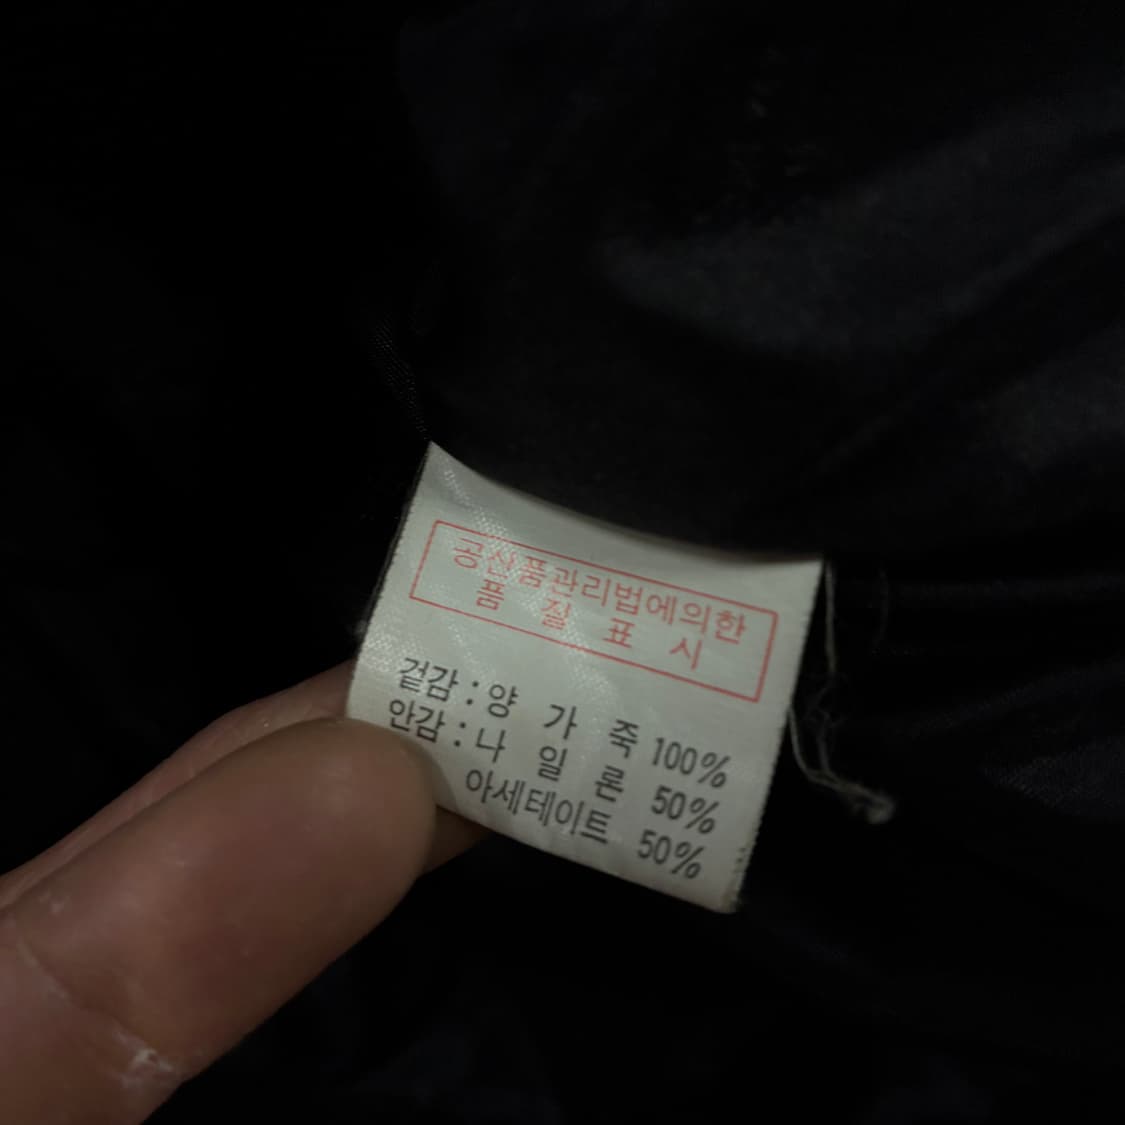 공산품관리법에의한
품 질 표 시
겉감 : 양 가 죽 100%
안감 : 나 일 론 50%
아세테이트 50%